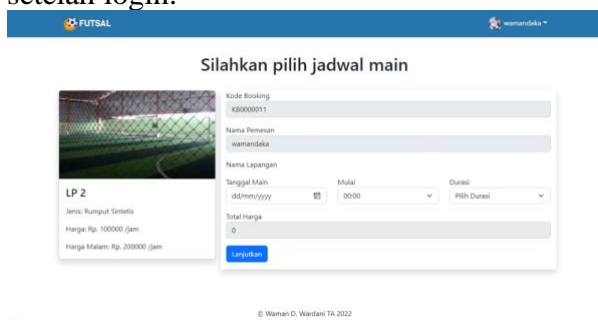 setelah login.
FUTSAL
wamandaka
Silahkan pilih jadwal main
LP 2
Jenis: Rumput Sintetis
Harga: Rp. 100000 /jam
Harga Malam: Rp. 200000 /jam
Kode Booking
KB0000011
Nama Pemesan
wamandaka
Nama Lapangan
Tanggal Main
Mulai
Durasi
dd/mm/yyyy
00:00
Pilih Durasi
Total Harga
0
Lanjutkan
© Waman D. Wardani TA 2022